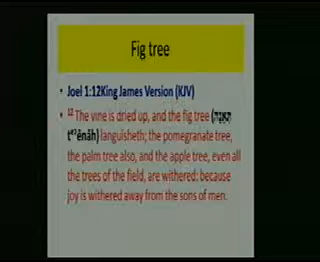 Fig tree
• Joel 1:12King James Version (KJV)
• 12 The vine is dried up, and the fig tree
languisheth; the pomegranate tree,
the palm tree also, and the apple tree, even all
the trees of the field, are withered: because
joy is withered away from the sons of men.